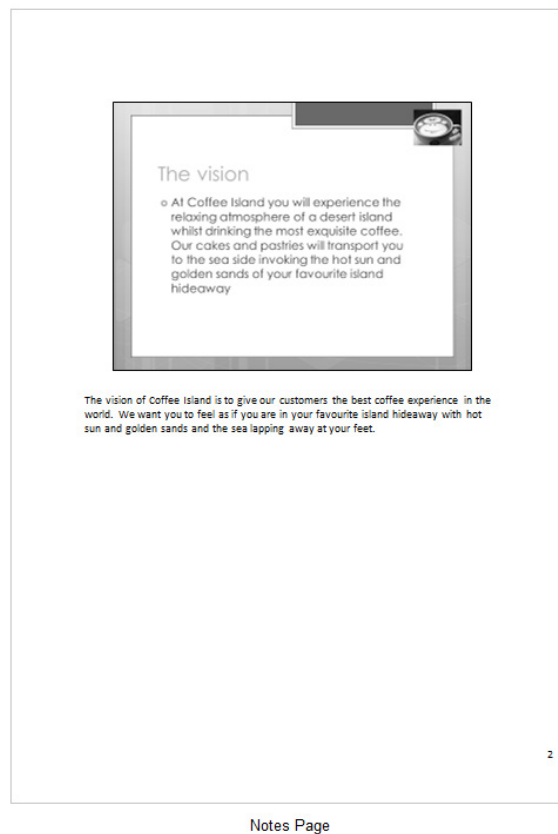 The vision
At Coffee Island you will experience the
relaxing atmosphere of a desert island
whilst drinking the most exquisite coffee.
Our cakes and pastries will transport you
to the sea side invoking the hot sun and
golden sands of your favourite island
hideaway
The vision of Coffee Island is to give our customers the best coffee experience in the
world. We want you to feel as if you are in your favourite island hideaway with hot
sun and golden sands and the sea lapping away at your feet.
2
Notes Page